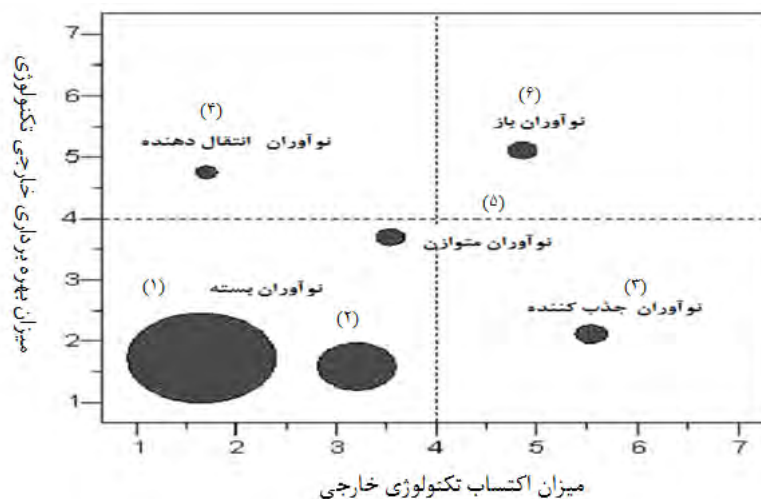 میزان بهره برداری خارجی تکنولوژی
7
6
5
4
3
2
1
(۴)
نوآوران انتقال دهنده
(۶)
نوآوران باز
(۵)
نوآوران متوازن
(۱)
نوآوران بسته
(۲)
(۳)
نوآوران جذب کننده
1 2 3 4 5 6 7
میزان اکتساب تکنولوژی خارجی